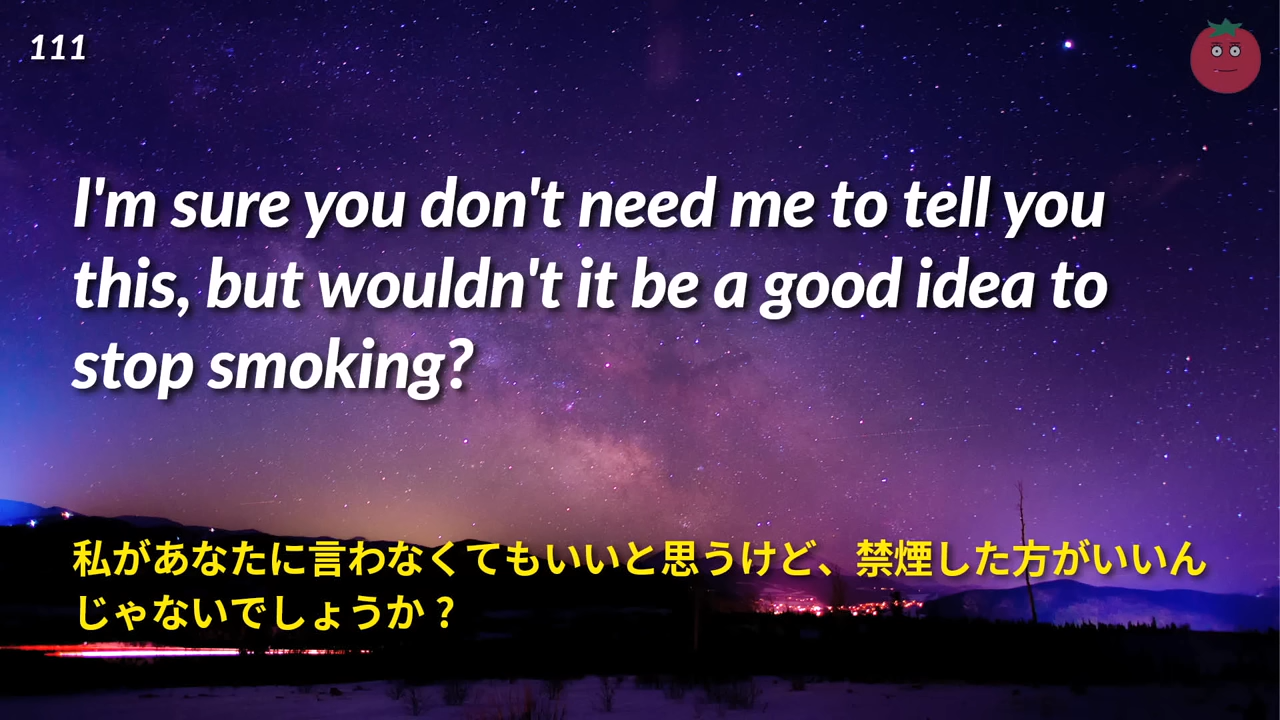 111
I'm sure you don't need me to tell you
this, but wouldn't it be a good idea to
stop smoking?
私があなたに言わなくてもいいと思うけど、禁煙した方がいいん
じゃないでしょうか？